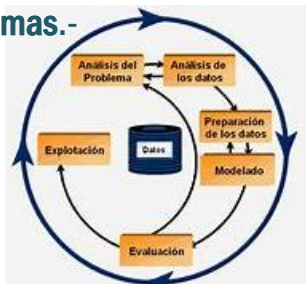 mas.-
Análisis del
Problema
Análisis de
los datos
Preparación
de los datos
Modelado
Datos
Explotación
Evaluación